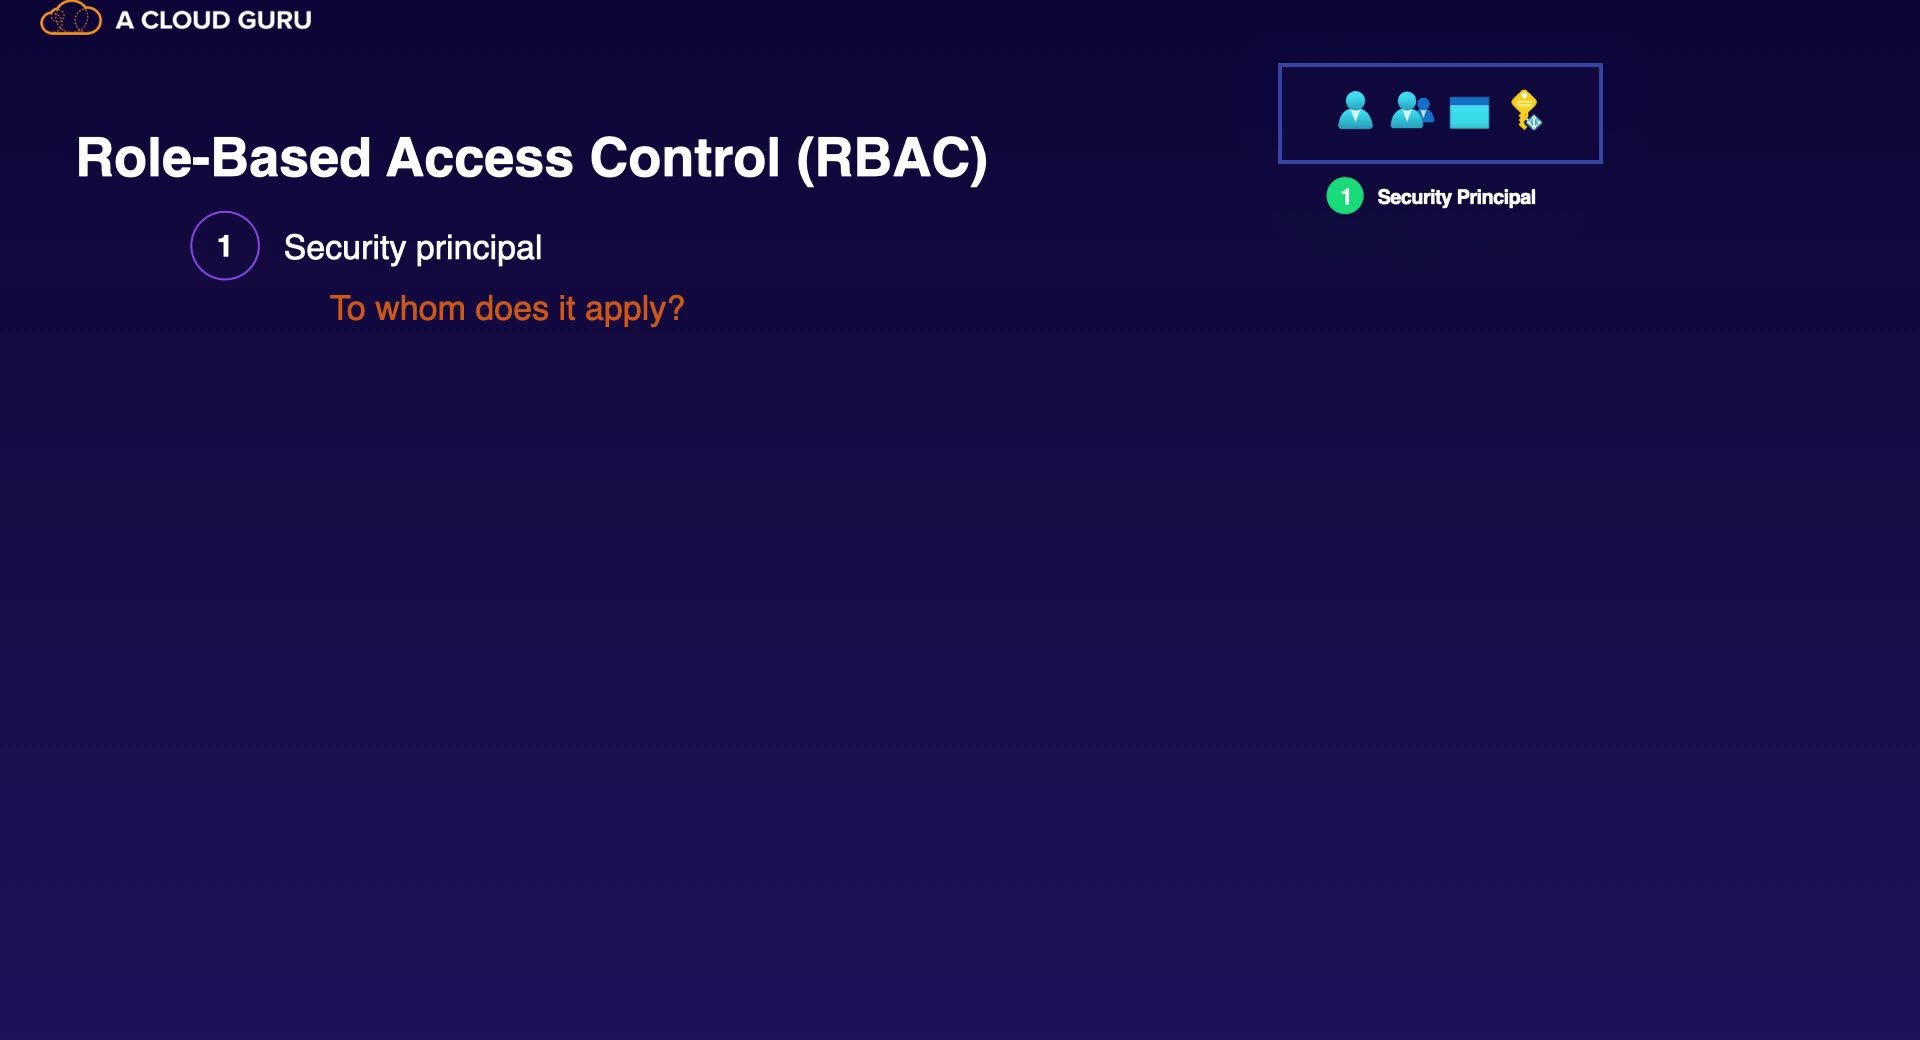 A CLOUD GURU
Role-Based Access Control (RBAC)
1 Security principal
To whom does it apply?
1 Security Principal